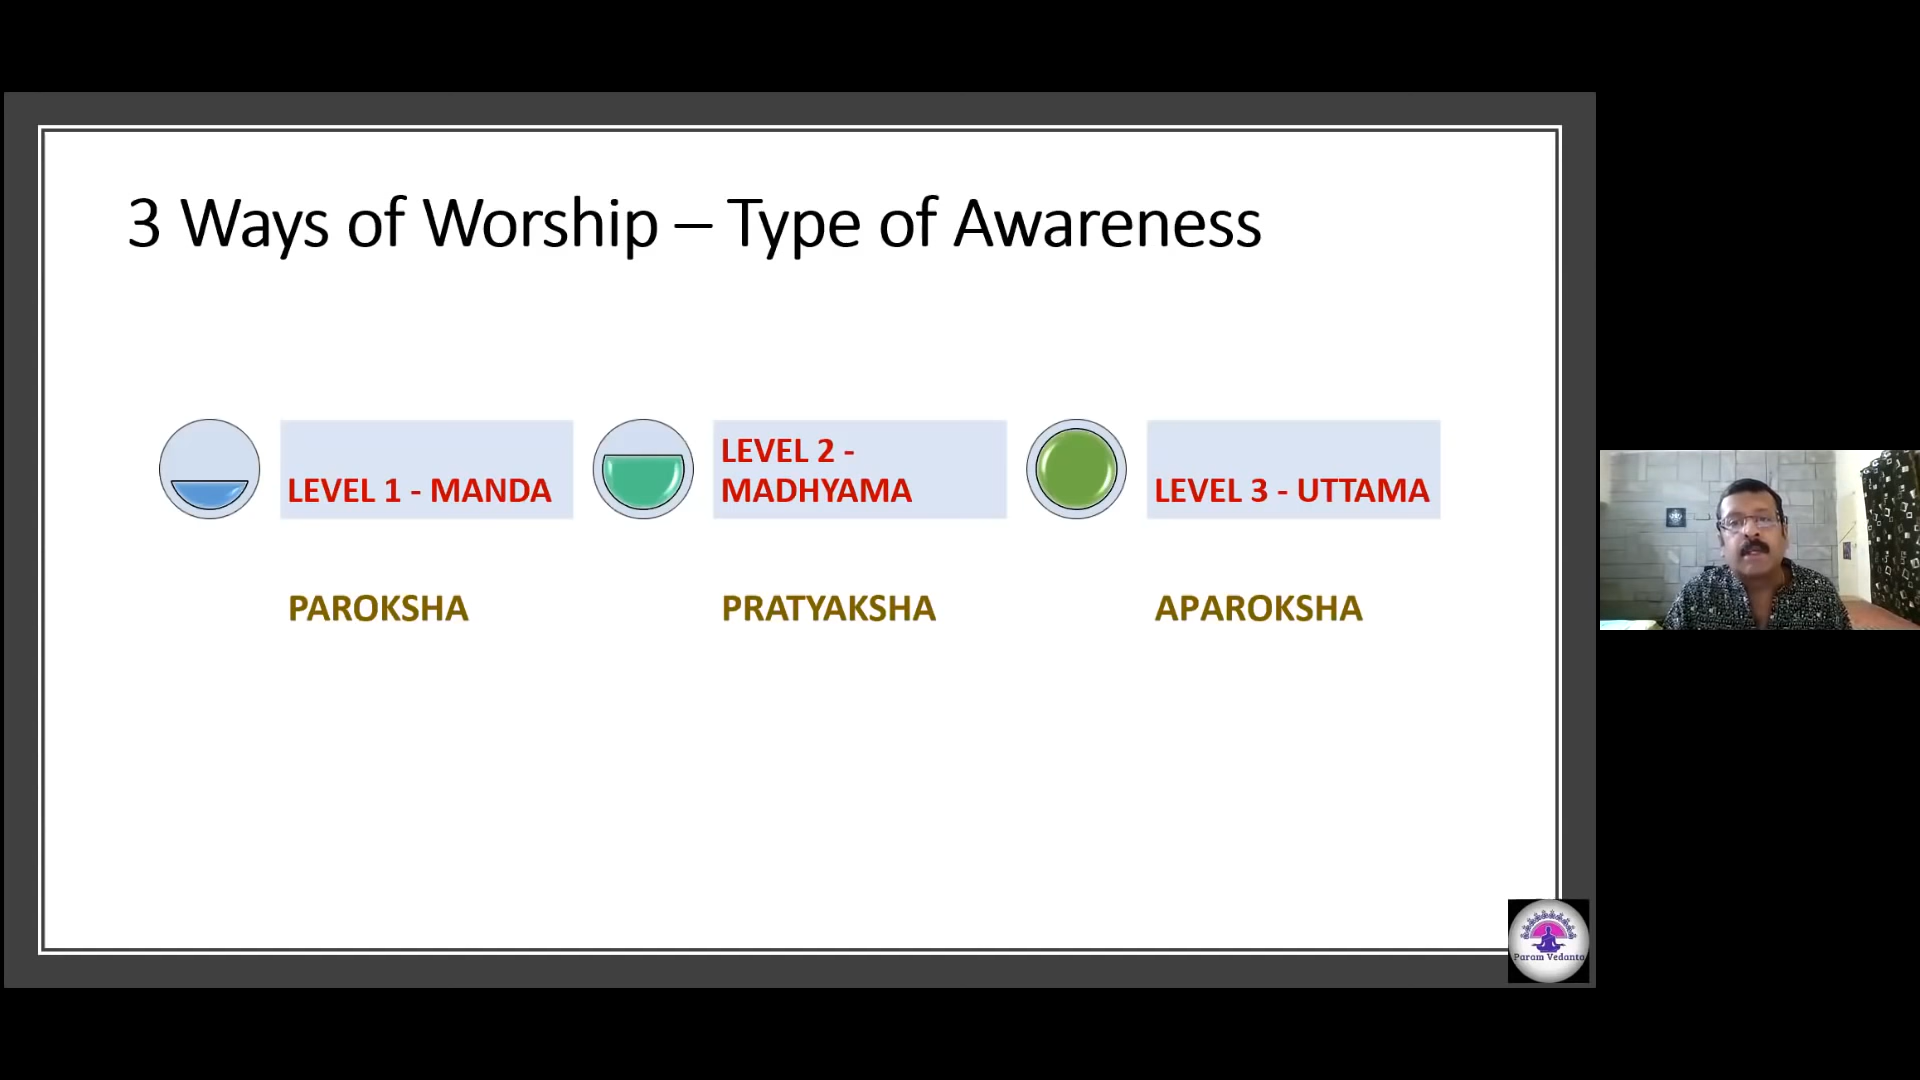 3 Ways of Worship – Type of Awareness
LEVEL 1 - MANDA
PAROKSHA
LEVEL 2 -
MADHYAMA
PRATYAKSHA
LEVEL 3 - UTTAMA
APAROKSHA
Param Vedanta